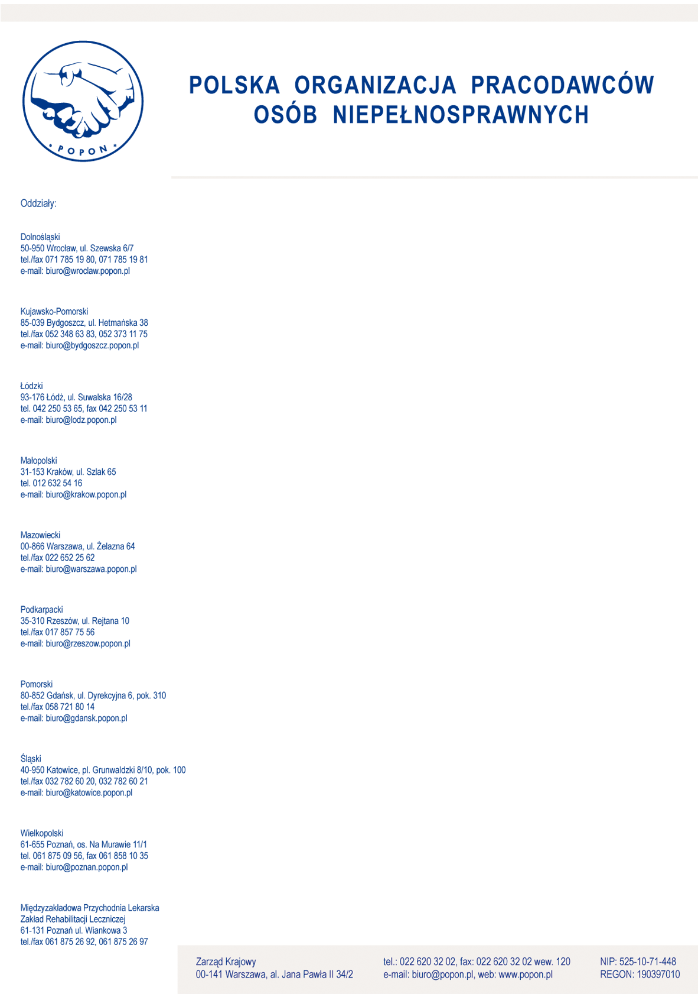 * POPON *
POLSKA ORGANIZACJA PRACODAWCÓW
OSÓB NIEPEŁNOSPRAWNYCH
Oddziały:
Dolnośląski
50-950 Wrocław, ul. Szewska 6/7
tel./fax 071 785 19 80, 071 785 19 81
e-mail: biuro@wroclaw.popon.pl
Kujawsko-Pomorski
85-039 Bydgoszcz, ul. Hetmańska 38
tel./fax 052 348 63 83, 052 373 11 75
e-mail: biuro@bydgoszcz.popon.pl
Łódzki
93-176 Łódź, ul. Suwalska 16/28
tel. 042 250 53 65, fax 042 250 53 11
e-mail: biuro@lodz.popon.pl
Małopolski
31-153 Kraków, ul. Szlak 65
tel. 012 632 54 16
e-mail: biuro@krakow.popon.pl
Mazowiecki
00-866 Warszawa, ul. Żelazna 64
tel./fax 022 652 25 62
e-mail: biuro@warszawa.popon.pl
Podkarpacki
35-310 Rzeszów, ul. Rejtana 10
tel./fax 017 857 75 56
e-mail: biuro@rzeszow.popon.pl
Pomorski
80-852 Gdańsk, ul. Dyrekcyjna 6, pok. 310
tel./fax 058 721 80 14
e-mail: biuro@gdansk.popon.pl
Śląski
40-950 Katowice, pl. Grunwaldzki 8/10, pok. 100
tel./fax 032 782 60 20, 032 782 60 21
e-mail: biuro@katowice.popon.pl
Wielkopolski
61-655 Poznań, os. Na Murawie 11/1
tel. 061 875 09 56, fax 061 858 10 35
e-mail: biuro@poznan.popon.pl
Międzyzakładowa Przychodnia Lekarska
Zakład Rehabilitacji Leczniczej
61-131 Poznań ul. Wiankowa 3
tel./fax 061 875 26 92, 061 875 26 97
Zarząd Krajowy
00-141 Warszawa, al. Jana Pawła II 34/2
tel.: 022 620 32 02, fax: 022 620 32 02 wew. 120
e-mail: biuro@popon.pl, web: www.popon.pl
NIP: 525-10-71-448
REGON: 190397010